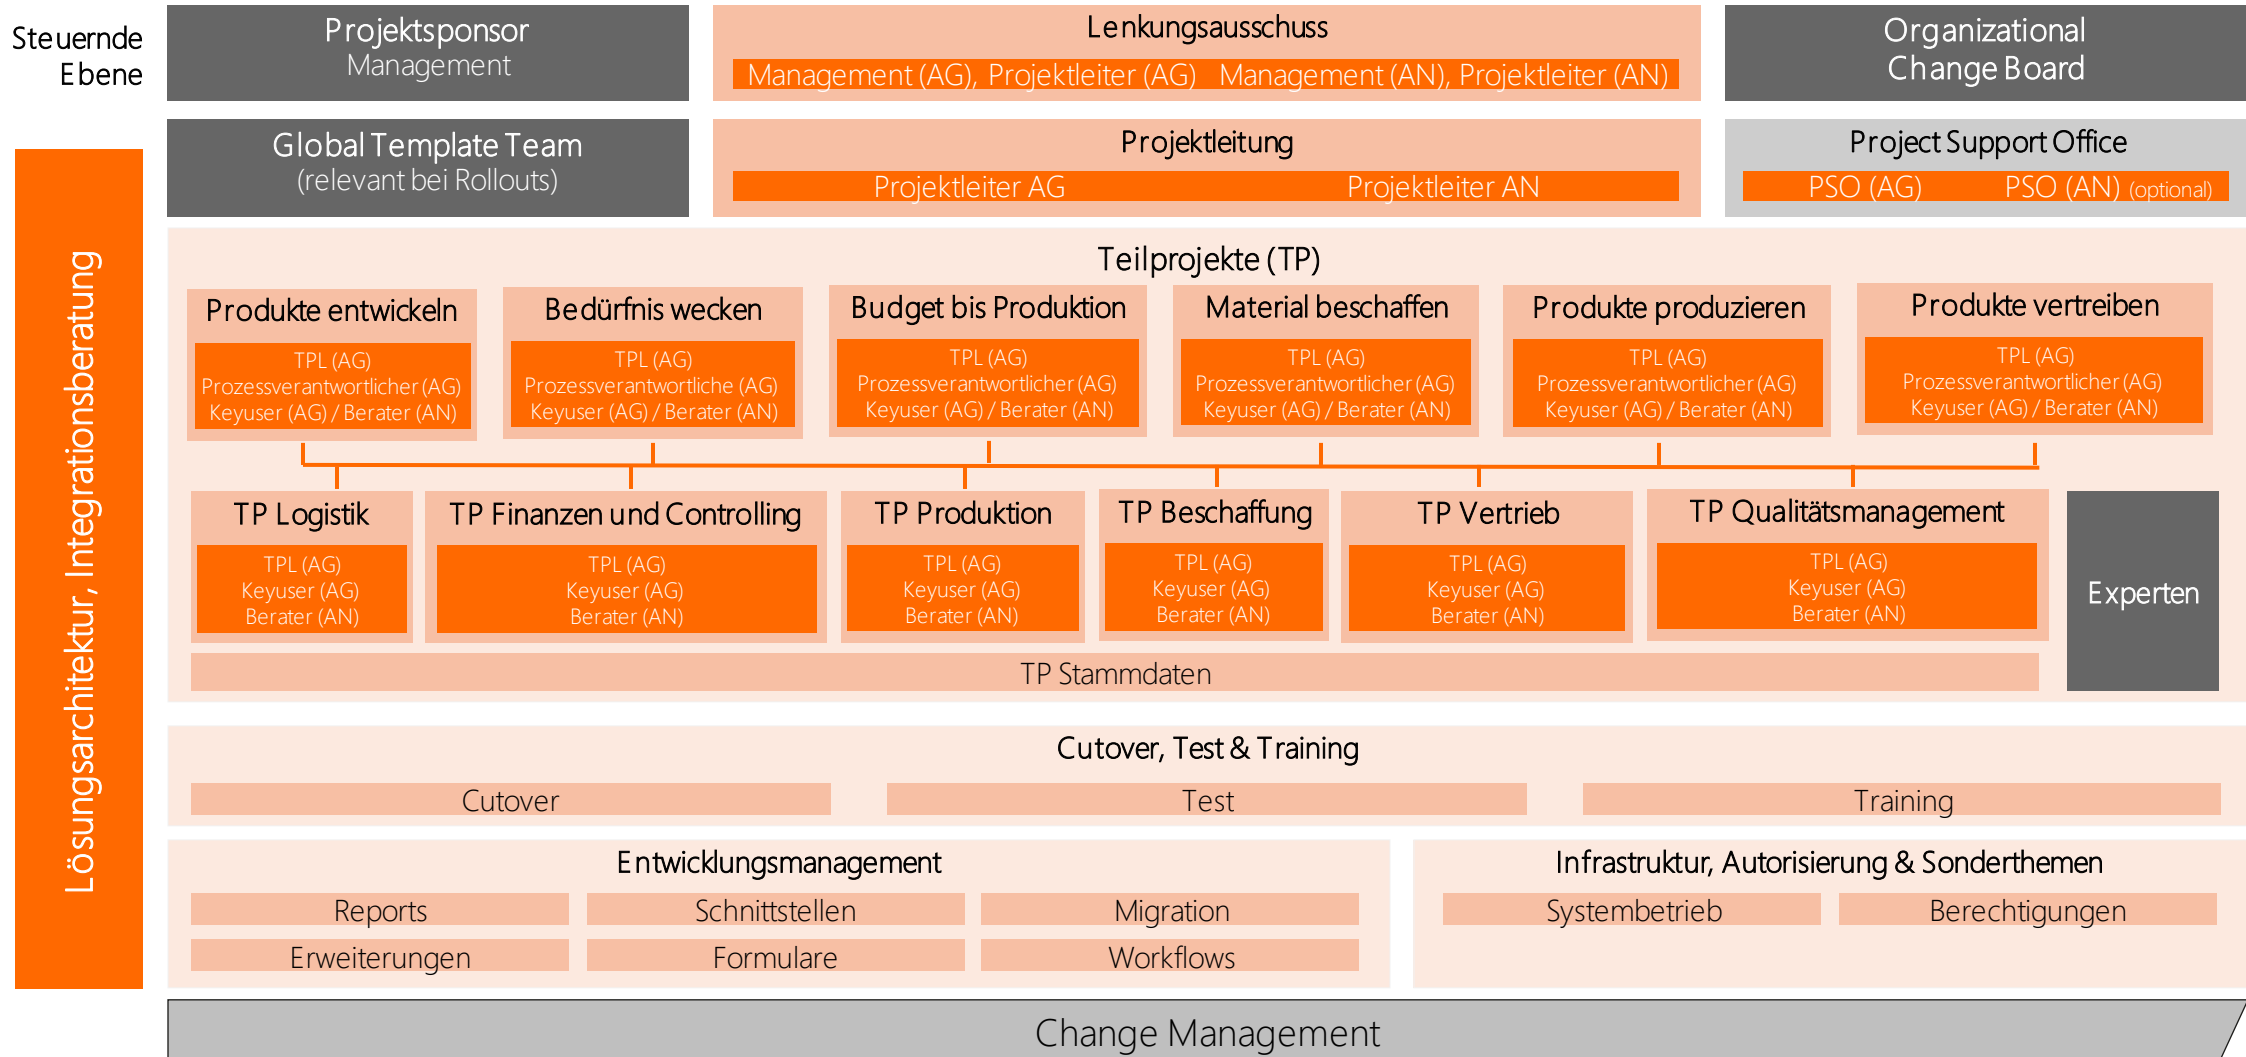 Steuernde
Ebene
Projektsponsor
Management
Lenkungsausschuss
Management (AG), Projektleiter (AG) Management (AN), Projektleiter (AN)
Organizational
Change Board
Global Template Team
(relevant bei Rollouts)
Projektleitung
Projektleiter AG Projektleiter AN
Project Support Office
PSO (AG) PSO (AN) (optional)
Lösungsarchitektur, Integrationsberatung
Teilprojekte (TP)
Produkte entwickeln
TPL (AG)
Prozessverantwortlicher (AG)
Keyuser (AG) / Berater (AN)
Bedürfnis wecken
TPL (AG)
Prozessverantwortliche (AG)
Keyuser (AG) / Berater (AN)
Budget bis Produktion
TPL (AG)
Prozessverantwortlicher (AG)
Keyuser (AG) / Berater (AN)
Material beschaffen
TPL (AG)
Prozessverantwortlicher (AG)
Keyuser (AG) / Berater (AN)
Produkte produzieren
TPL (AG)
Prozessverantwortlicher (AG)
Keyuser (AG) / Berater (AN)
Produkte vertreiben
TPL (AG)
Prozessverantwortlicher (AG)
Keyuser (AG) / Berater (AN)
TP Logistik
TPL (AG)
Keyuser (AG)
Berater (AN)
TP Finanzen und Controlling
TPL (AG)
Keyuser (AG)
Berater (AN)
TP Produktion
TPL (AG)
Keyuser (AG)
Berater (AN)
TP Beschaffung
TPL (AG)
Keyuser (AG)
Berater (AN)
TP Vertrieb
TPL (AG)
Keyuser (AG)
Berater (AN)
TP Qualitätsmanagement
TPL (AG)
Keyuser (AG)
Berater (AN)
Experten
TP Stammdaten
Cutover, Test & Training
Cutover
Test
Training
Entwicklungsmanagement
Reports
Schnittstellen
Migration
Erweiterungen
Formulare
Workflows
Infrastruktur, Autorisierung & Sonderthemen
Systembetrieb
Berechtigungen
Change Management